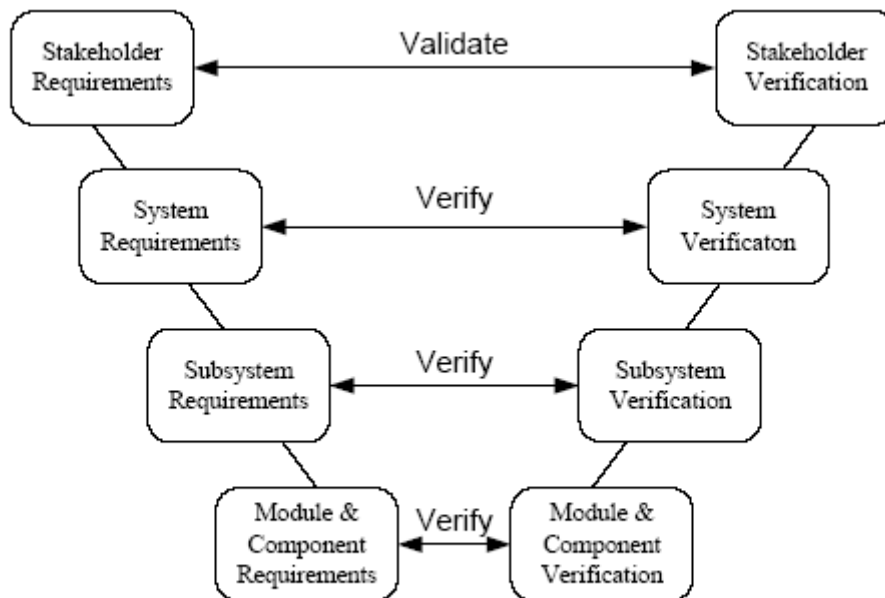 Stakeholder
Requirements
Validate
Stakeholder
Verification
System
Requirements
Verify
System
Verificaton
Subsystem
Requirements
Verify
Subsystem
Verification
Module &
Component
Requirements
Verify
Module &
Component
Verification